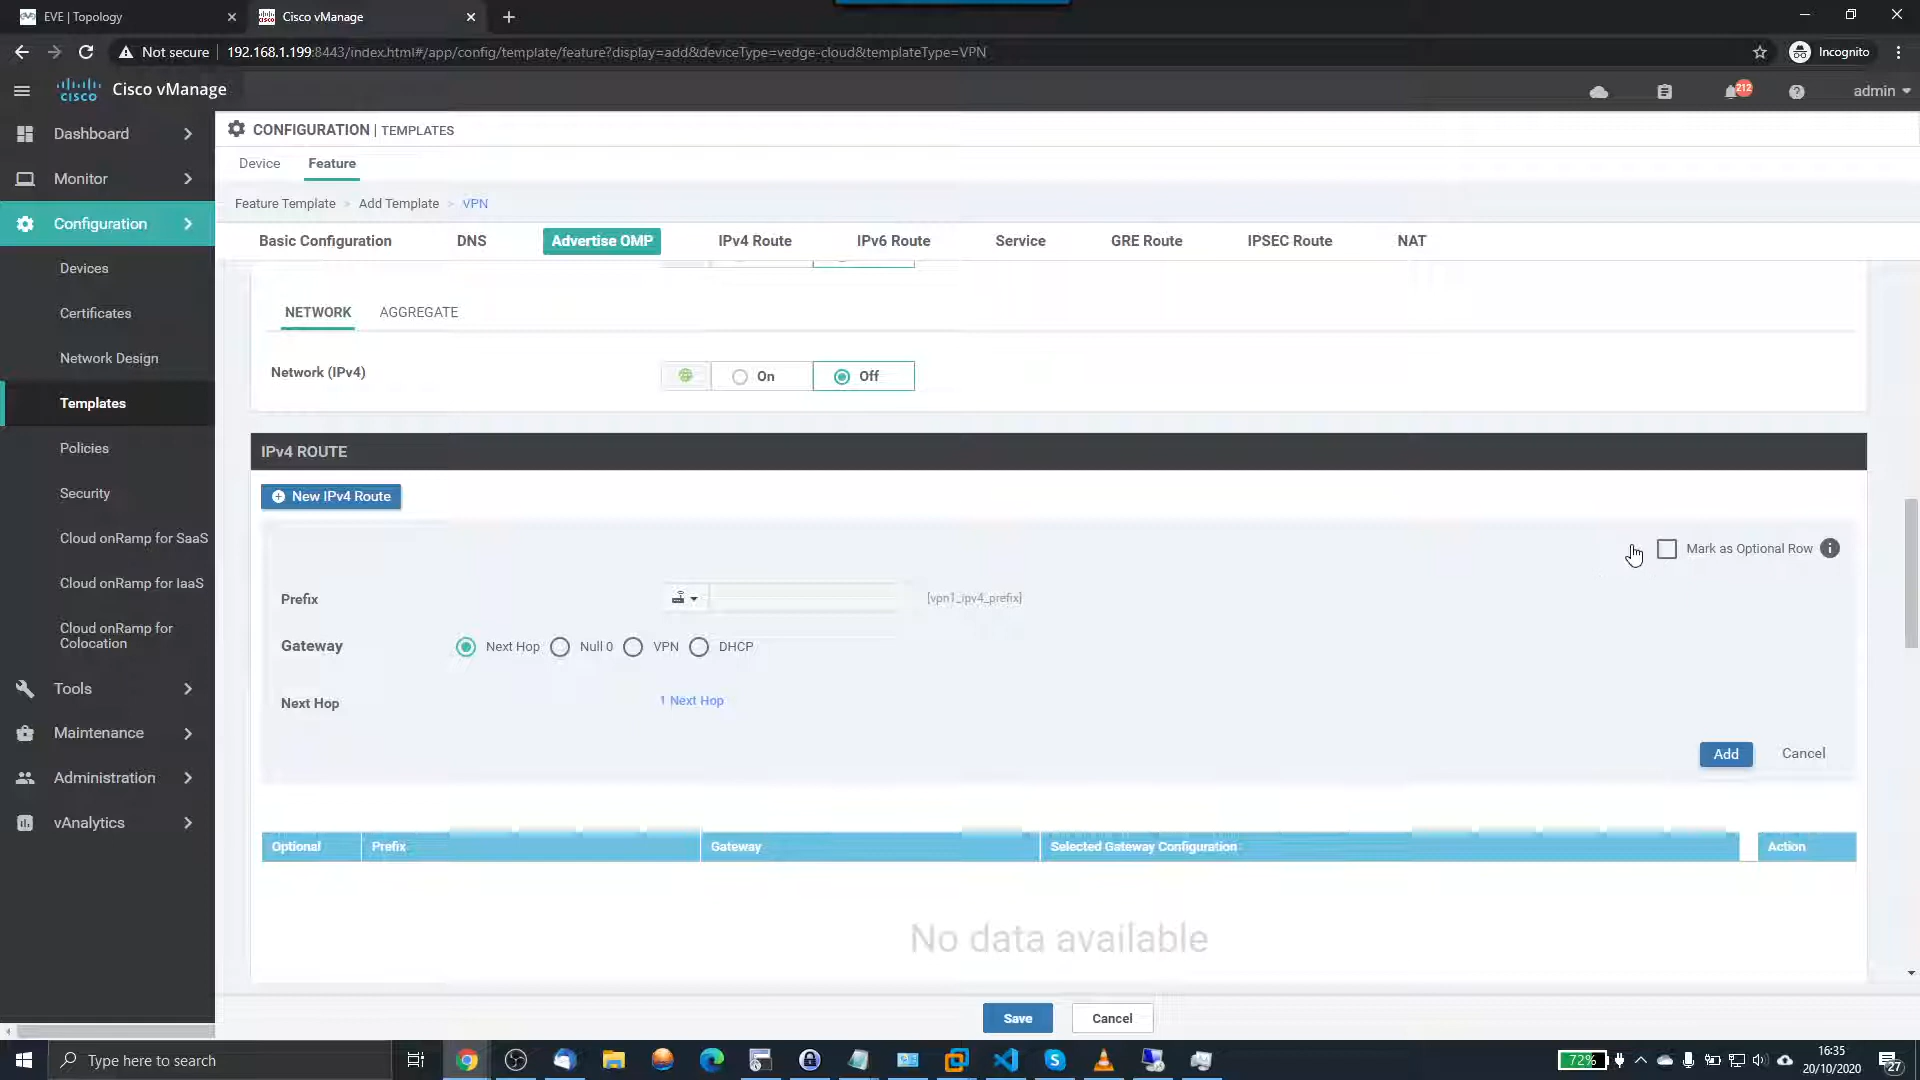 EVE | Topology
Cisco vManage
Not secure
192.168.1.199:8443/index.html#/app/config/template/feature?display=add&deviceType=vedge-cloud&templateType=VPN
Incognito
cisco
Cisco vManage
212
admin
Dashboard
Monitor
Configuration
Devices
Certificates
Network Design
Templates
Policies
Security
Cloud onRamp for SaaS
Cloud onRamp for IaaS
Cloud onRamp for
Colocation
Tools
Maintenance
Administration
vAnalytics
CONFIGURATION | TEMPLATES
Device
Feature
Feature Template > Add Template > VPN
Basic Configuration
DNS
Advertise OMP
IPv4 Route
IPv6 Route
Service
GRE Route
IPSEC Route
NAT
NETWORK
AGGREGATE
Network (IPv4)
On
Off
IPv4 ROUTE
New IPv4 Route
Mark as Optional Row
Prefix
[vpn1_ipv4_prefix]
Gateway
Next Hop
Null 0
VPN
DHCP
Next Hop
1 Next Hop
Add
Cancel
Optional
Prefix
Gateway
Selected Gateway Configuration
Action
No data available
Save
Cancel
Type here to search
72%
16:35
20/10/2020
27